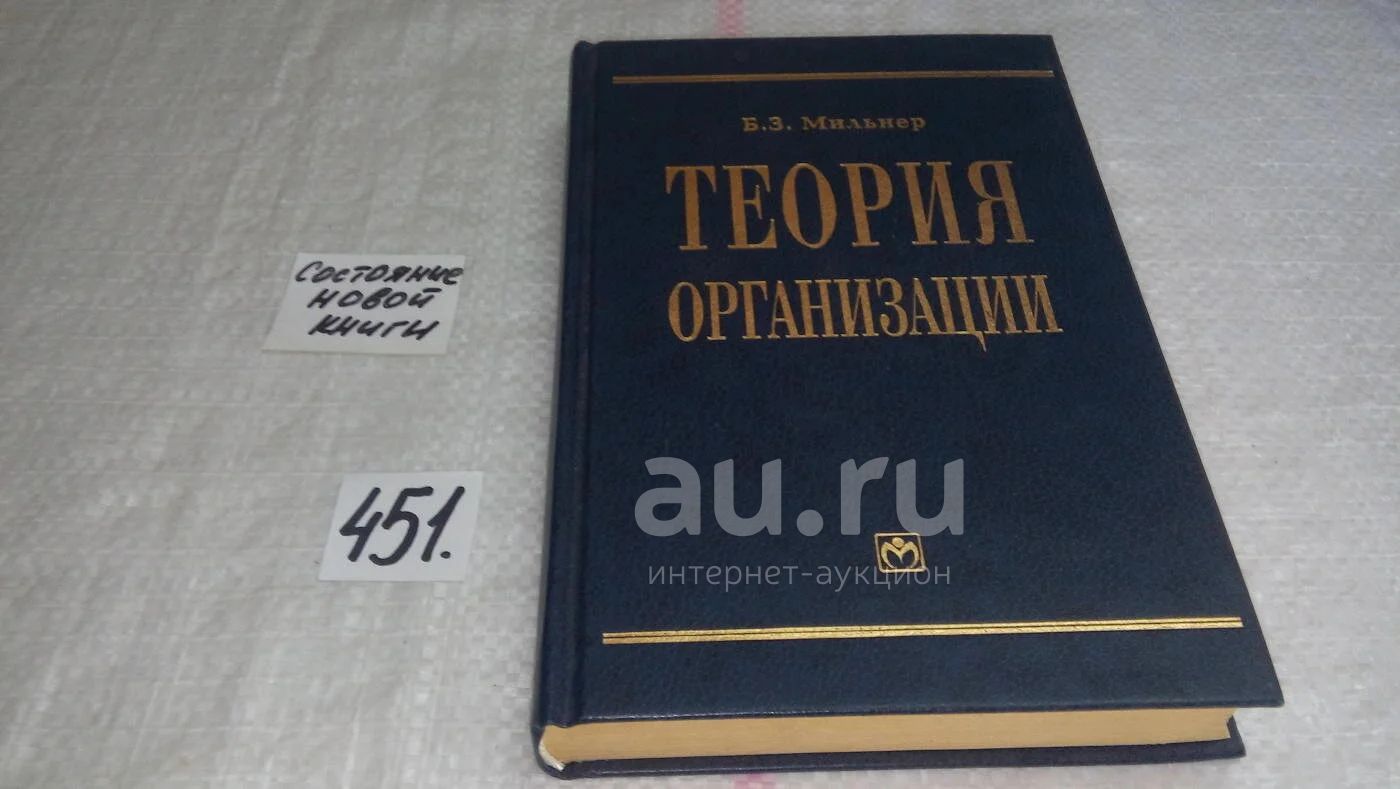 Б.З. Мильнер
ТЕОРИЯ
ОРГАНИЗАЦИИ
Состояние
новой
книги
451.
au.ru
интернет-аукцион